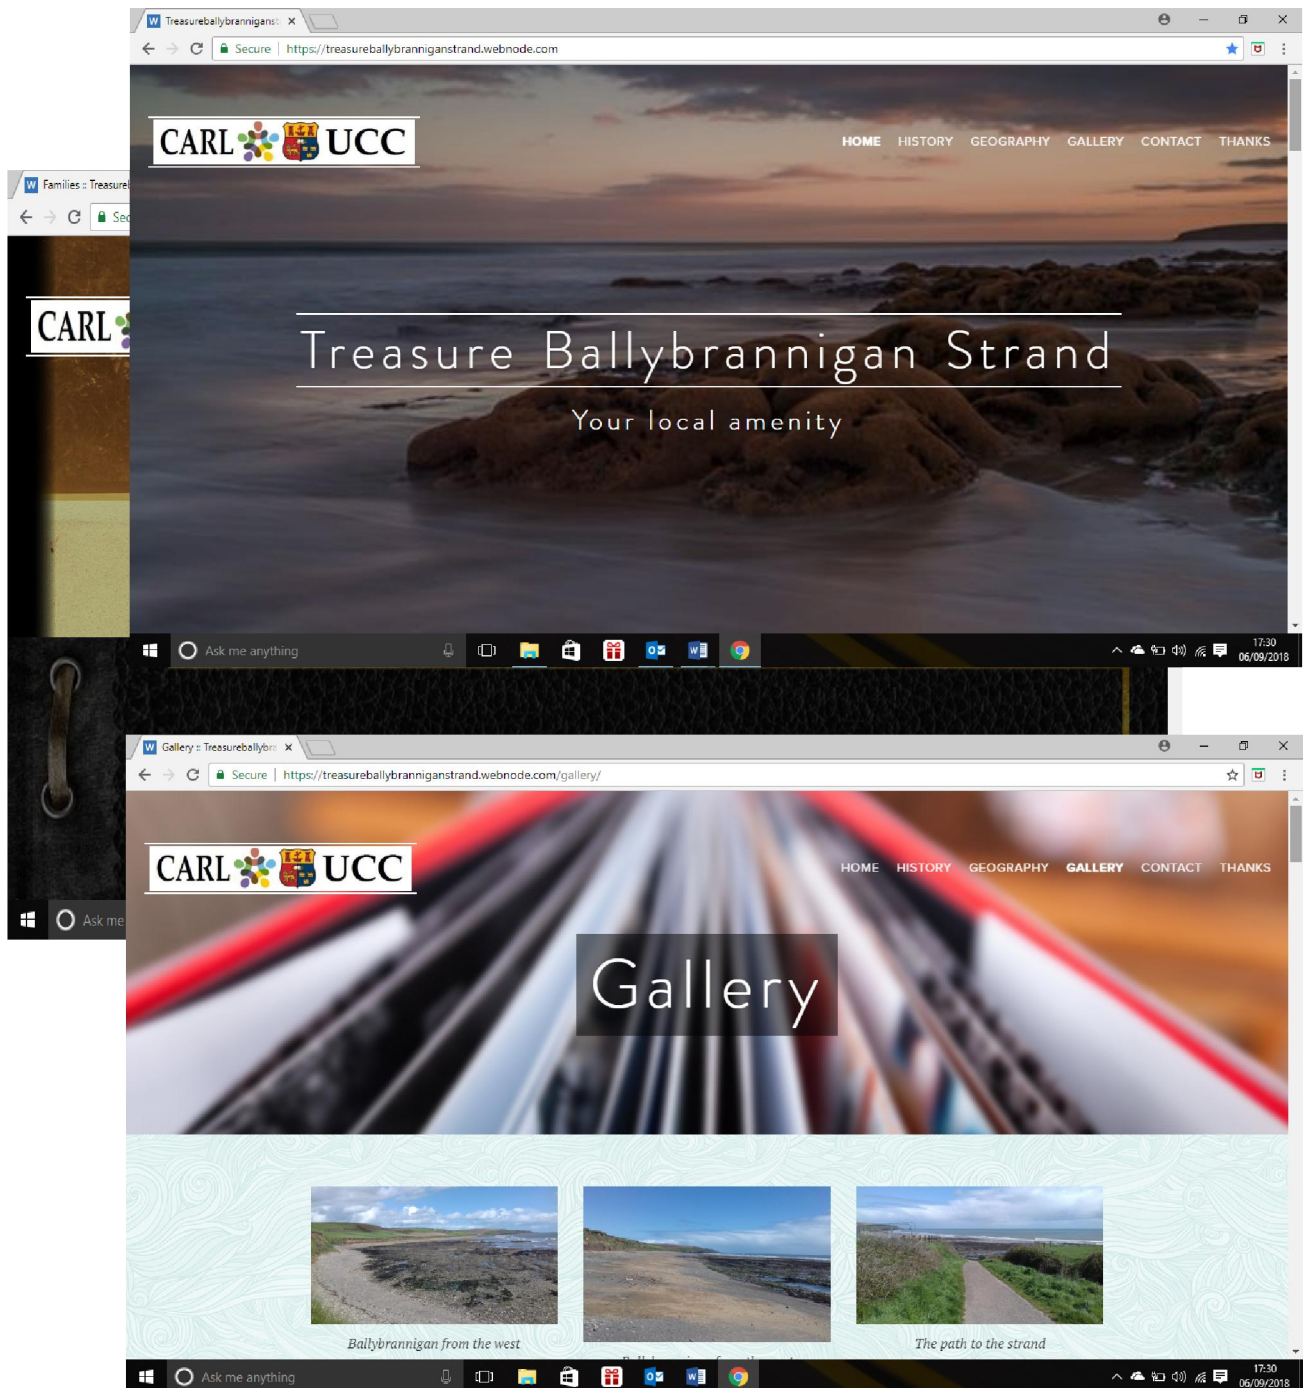 Treasureballybrannigans
Secure | https://treasureballybranniganstrand.webnode.com
CARL UCC
HOME HISTORY GEOGRAPHY GALLERY CONTACT THANKS
Families :: Treasurel
Sec
CARL
Treasure Ballybrannigan Strand
Your local amenity
Ask me anything
17:30
06/09/2018
Gallery :: Treasureballybra
Secure | https://treasureballybranniganstrand.webnode.com/gallery/
CARL UCC
HOME HISTORY GEOGRAPHY GALLERY CONTACT THANKS
Ask me
Gallery
Ballybrannigan from the west
The path to the strand
Ask me anything
17:30
06/09/2018